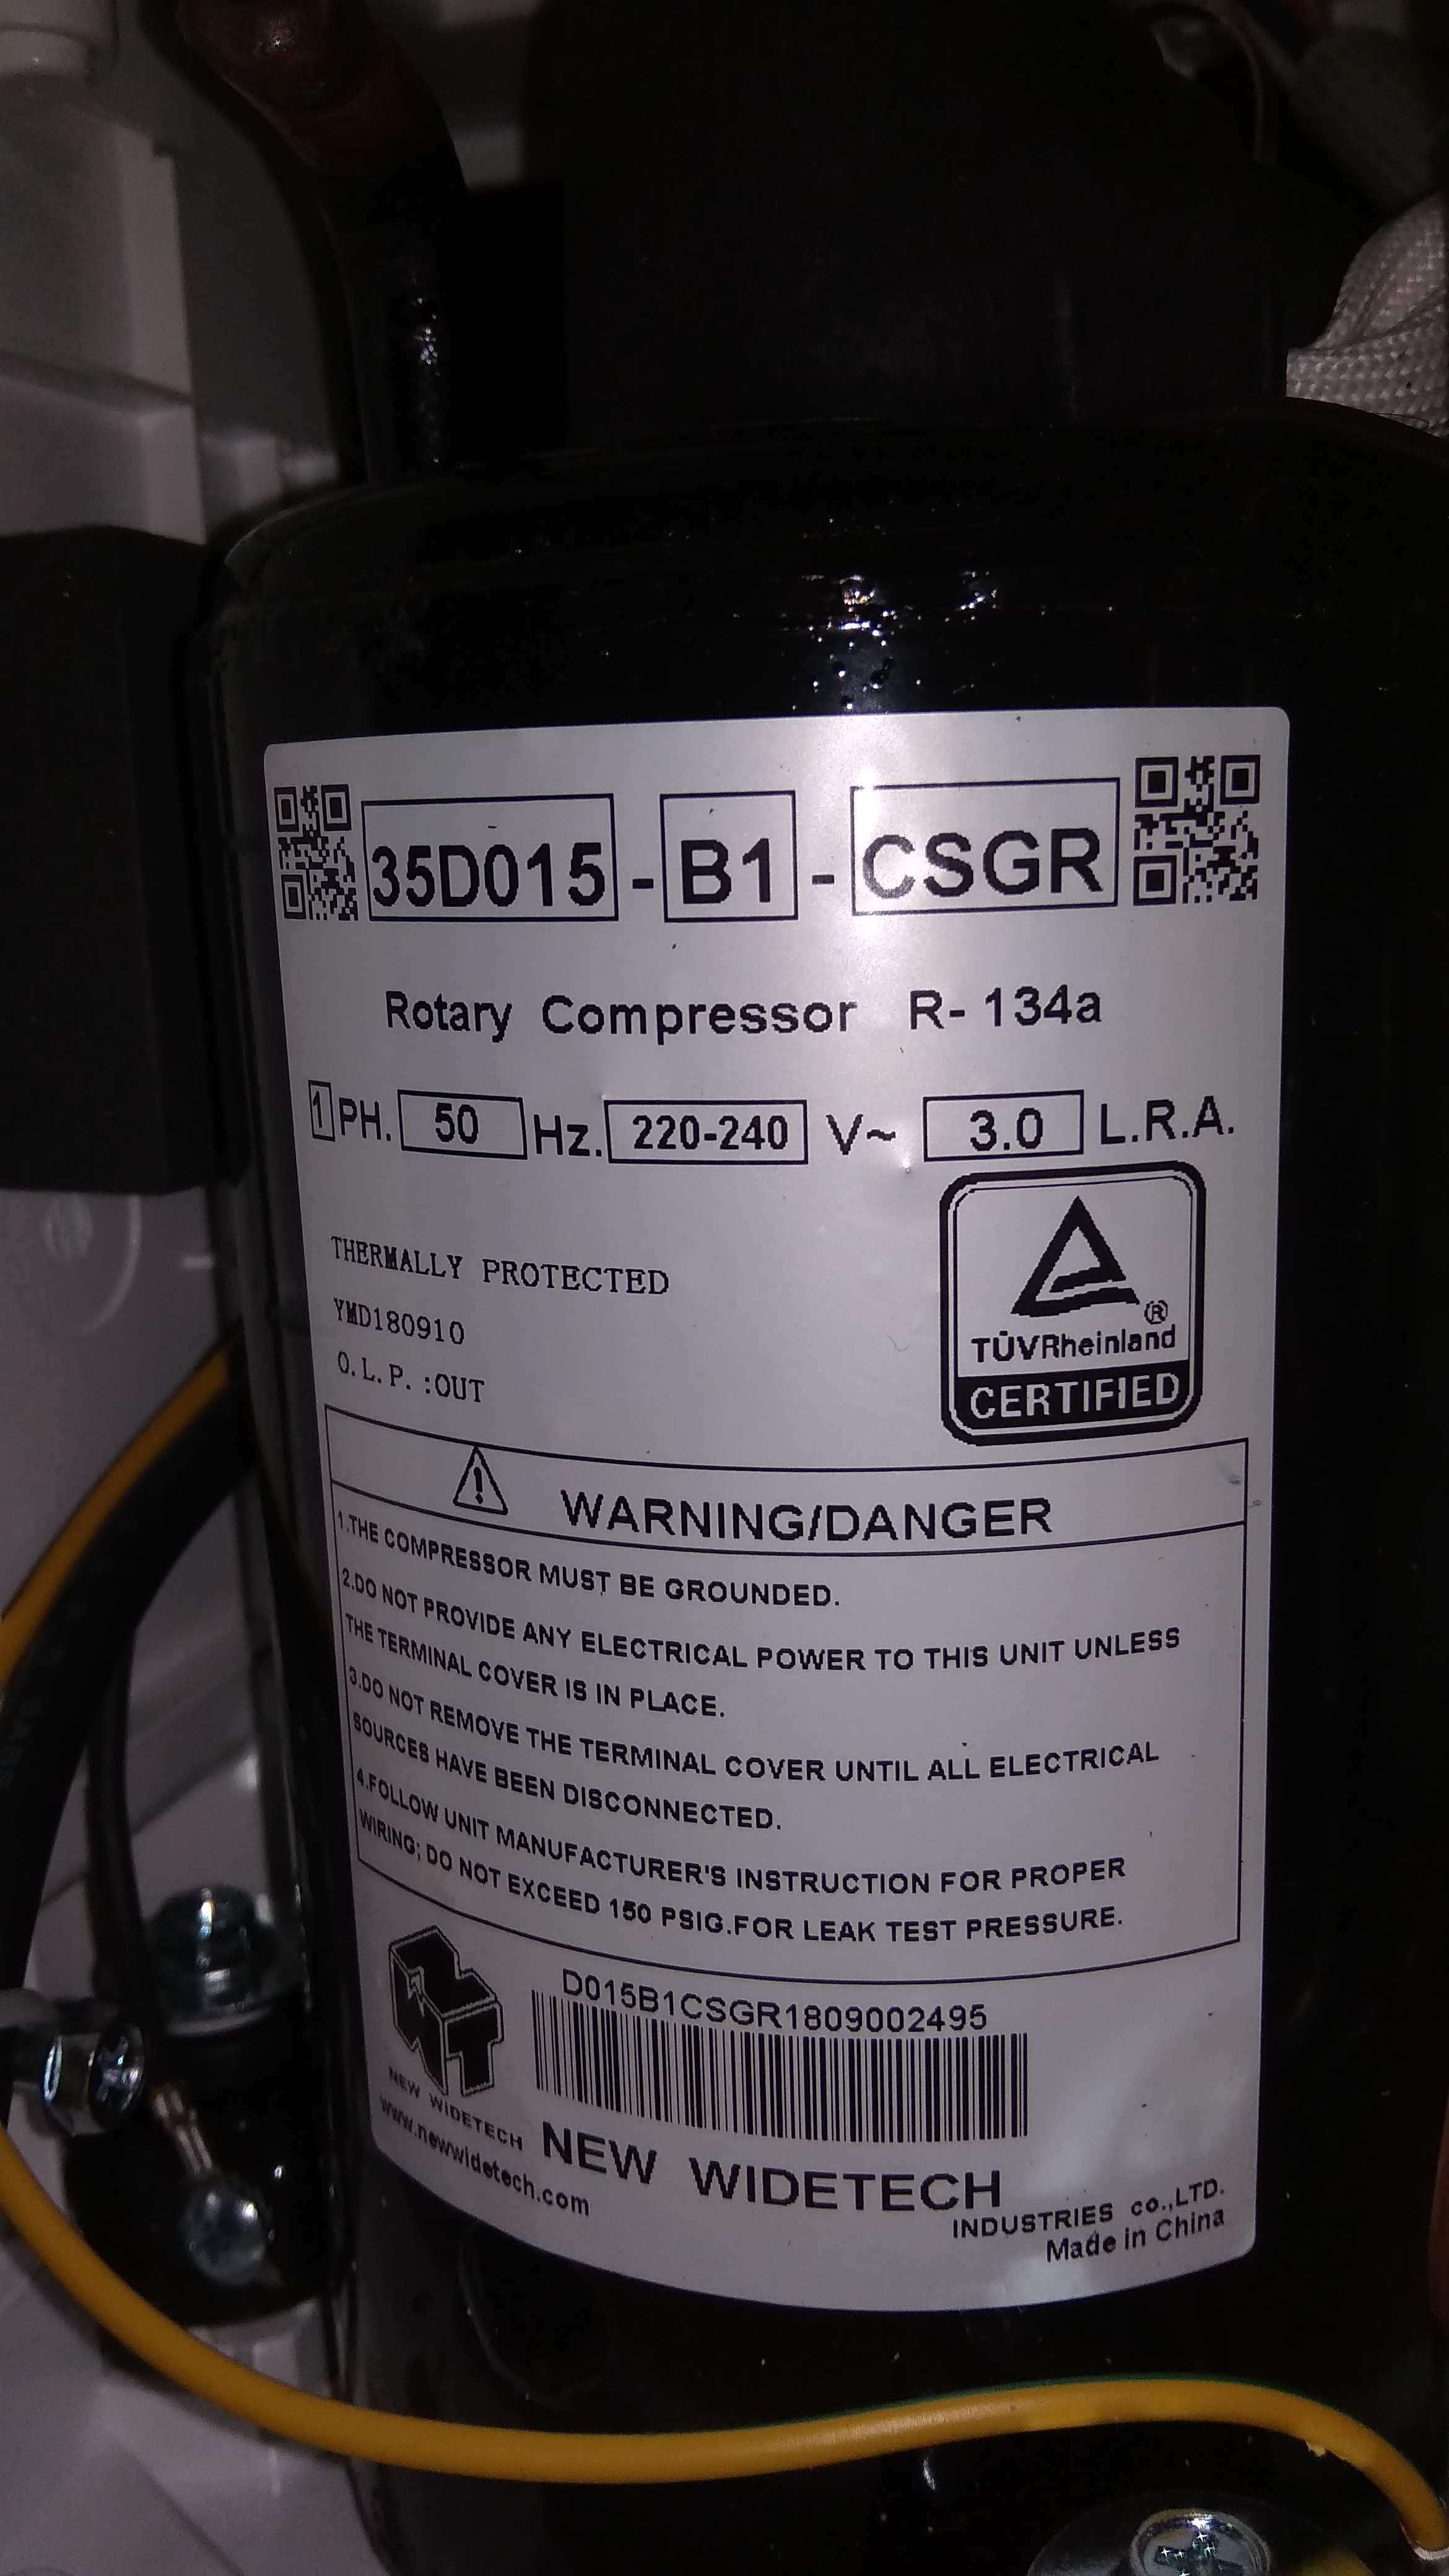 35D015-B1-CSGR
Rotary Compressor R-134a
1 PH. 50 Hz. 220-240 V~ 3.0 L.R.A.
THERMALLY PROTECTED
YMD180910
O.L.P.:OUT
®
TÜVRheinland
CERTIFIED
WARNING/DANGER
1.THE COMPRESSOR MUST BE GROUNDED.
2.DO NOT PROVIDE ANY ELECTRICAL POWER TO THIS UNIT UNLESS
THE TERMINAL COVER IS IN PLACE.
3.DO NOT REMOVE THE TERMINAL COVER UNTIL ALL ELECTRICAL
SOURCES HAVE BEEN DISCONNECTED.
4.FOLLOW UNIT MANUFACTURER'S INSTRUCTION FOR PROPER
WIRING; DO NOT EXCEED 150 PSIG.FOR LEAK TEST PRESSURE.
D015B1CSGR1809002495
NEW WIDETECH
www.newwidetech.com
NEW WIDETECH
INDUSTRIES co.,LTD.
Made in China